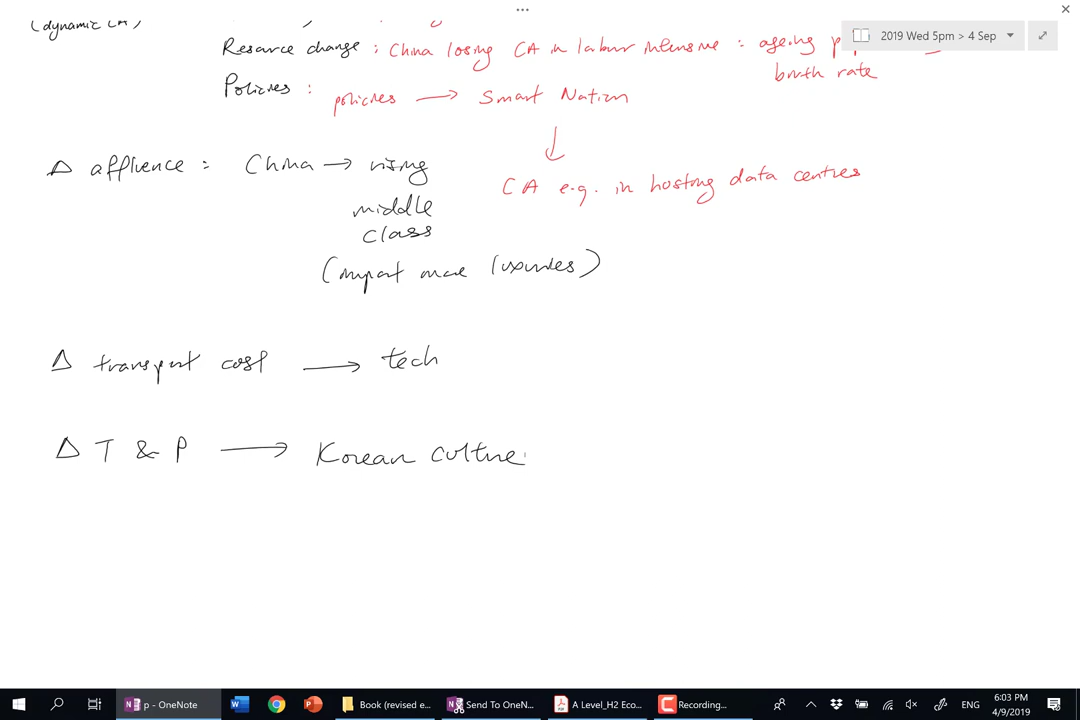 (dynamic CA)
Resource change : China losing CA in labour intensive : ageing
birth rate
Policies : policies → Smart Nation
Δ affluence : China → rising
middle
class
(import more luxuries)
CA e.g. in hosting data centres
Δ transport cost → tech
Δ T & P → Korean culture
2019 Wed 5pm > 4 Sep
p - OneNote
Book (revised e...
Send To OneN...
A Level_H2 Eco...
Recording...
ENG
6:03 PM
4/9/2019